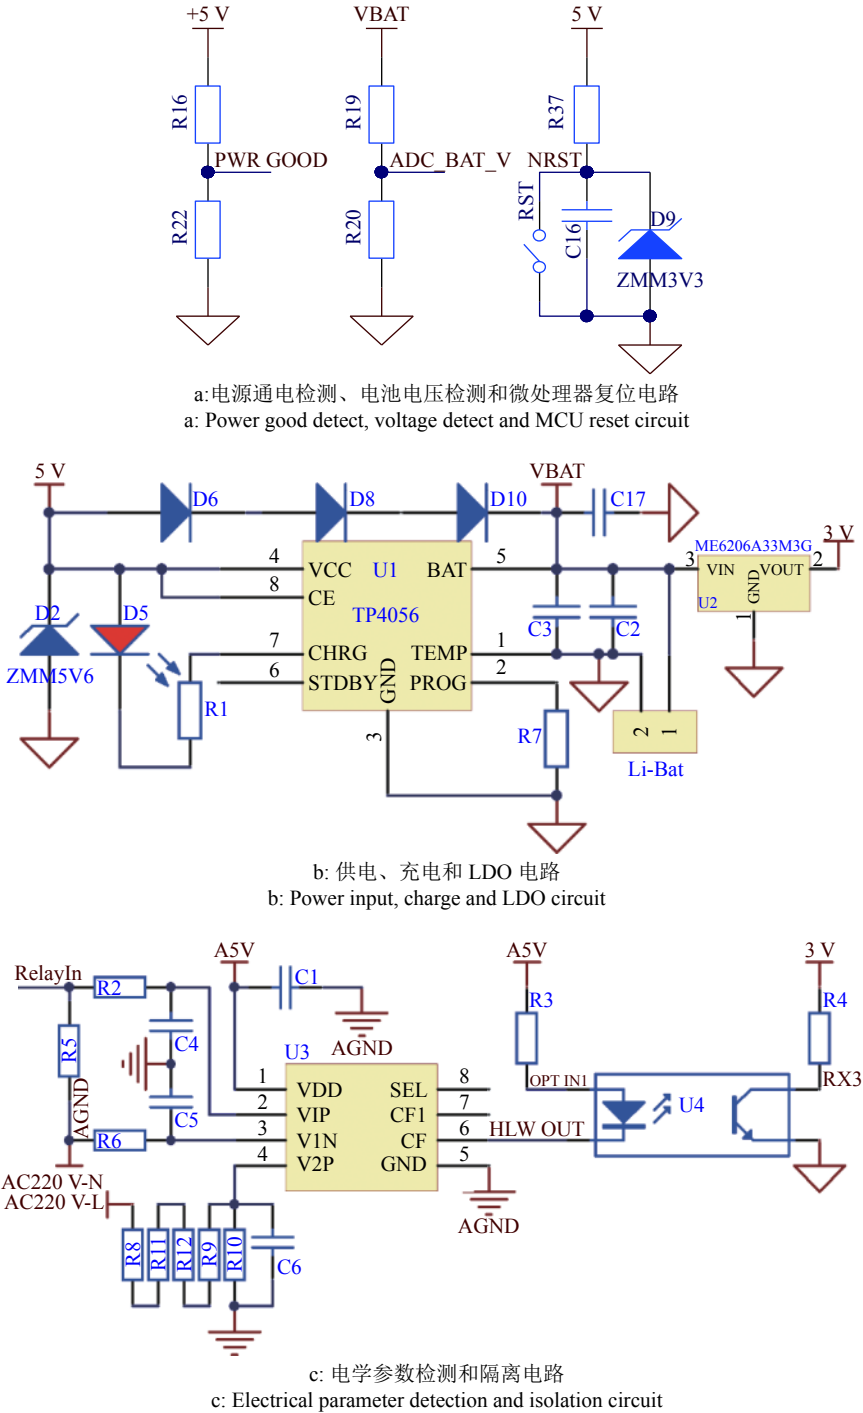 +5 V
VBAT
5 V
R16
R19
R37
PWR GOOD
ADC_BAT_V
NRST
R22
R20
RST
C16
D9
ZMM3V3
a:电源通电检测、电池电压检测和微处理器复位电路
a: Power good detect, voltage detect and MCU reset circuit
5 V
VBAT
D6
D8
D10
C17
3 V
ME6206A33M3G
4
VCC
U1
BAT
5
3
VIN
GND
VOUT
2
8
CE
U2
1
D2
D5
TP4056
C3
C2
7
CHRG
TEMP
1
ZMM5V6
6
STDBY
GND
PROG
2
R1
3
R7
2
1
Li-Bat
b: 供电、充电和 LDO 电路
b: Power input, charge and LDO circuit
A5V
A5V
3 V
RelayIn
R2
C1
R3
R4
R5
C4
AGND
U3
1
VDD
SEL
8
OPT IN1
RX3
AGND
C5
2
VIP
CF1
7
U4
R6
3
V1N
CF
6
HLW OUT
4
V2P
GND
5
AC220 V-N
AC220 V-L
AGND
R8
R11
R12
R9
R10
C6
c: 电学参数检测和隔离电路
c: Electrical parameter detection and isolation circuit